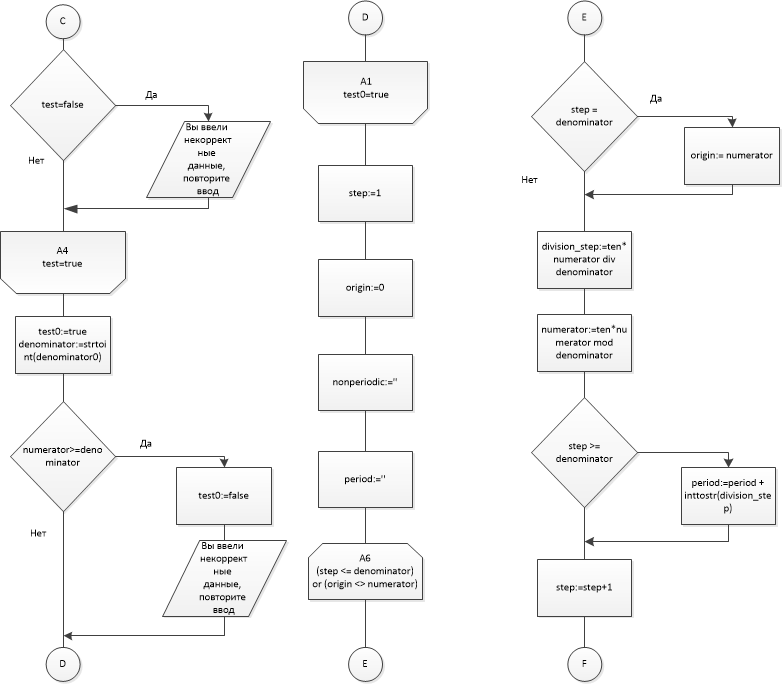 C
test=false
Да
Вы ввели
некоррект
ные
данные,
повторите
ввод
Нет
A4
test=true
test0:=true
denominator:=strtoi
nt(denominator0)
numerator>=deno
minator
Да
test0:=false
Нет
Вы ввели
некоррект
ные
данные,
повторите
ввод
D
D
A1
test0=true
step:=1
origin:=0
nonperiodic:=''
period:=''
A6
(step <= denominator)
or (origin <> numerator)
E
E
step =
denominator
Да
origin:= numerator
Нет
division_step:=ten*
numerator div
denominator
numerator:=ten*nu
merator mod
denominator
step >=
denominator
period:=period +
inttostr(division_ste
p)
step:=step+1
F